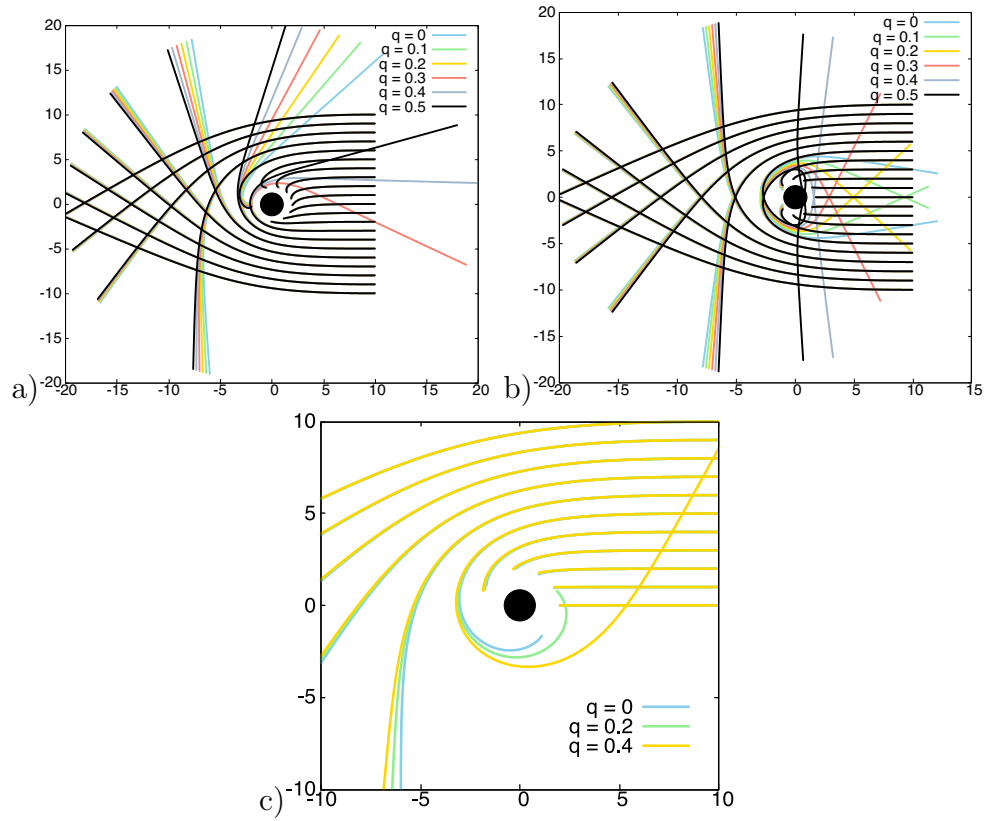 20
15
10
5
0
-5
-10
-15
-20
-20 -15 -10 -5 0 5 10 15 20
q = 0
q = 0.1
q = 0.2
q = 0.3
q = 0.4
q = 0.5
a)
20
15
10
5
0
-5
-10
-15
-20
-20 -15 -10 -5 0 5 10 15
q = 0
q = 0.1
q = 0.2
q = 0.3
q = 0.4
q = 0.5
b)
10
5
0
-5
-10
-10 -5 0 5 10
q = 0
q = 0.2
q = 0.4
c)